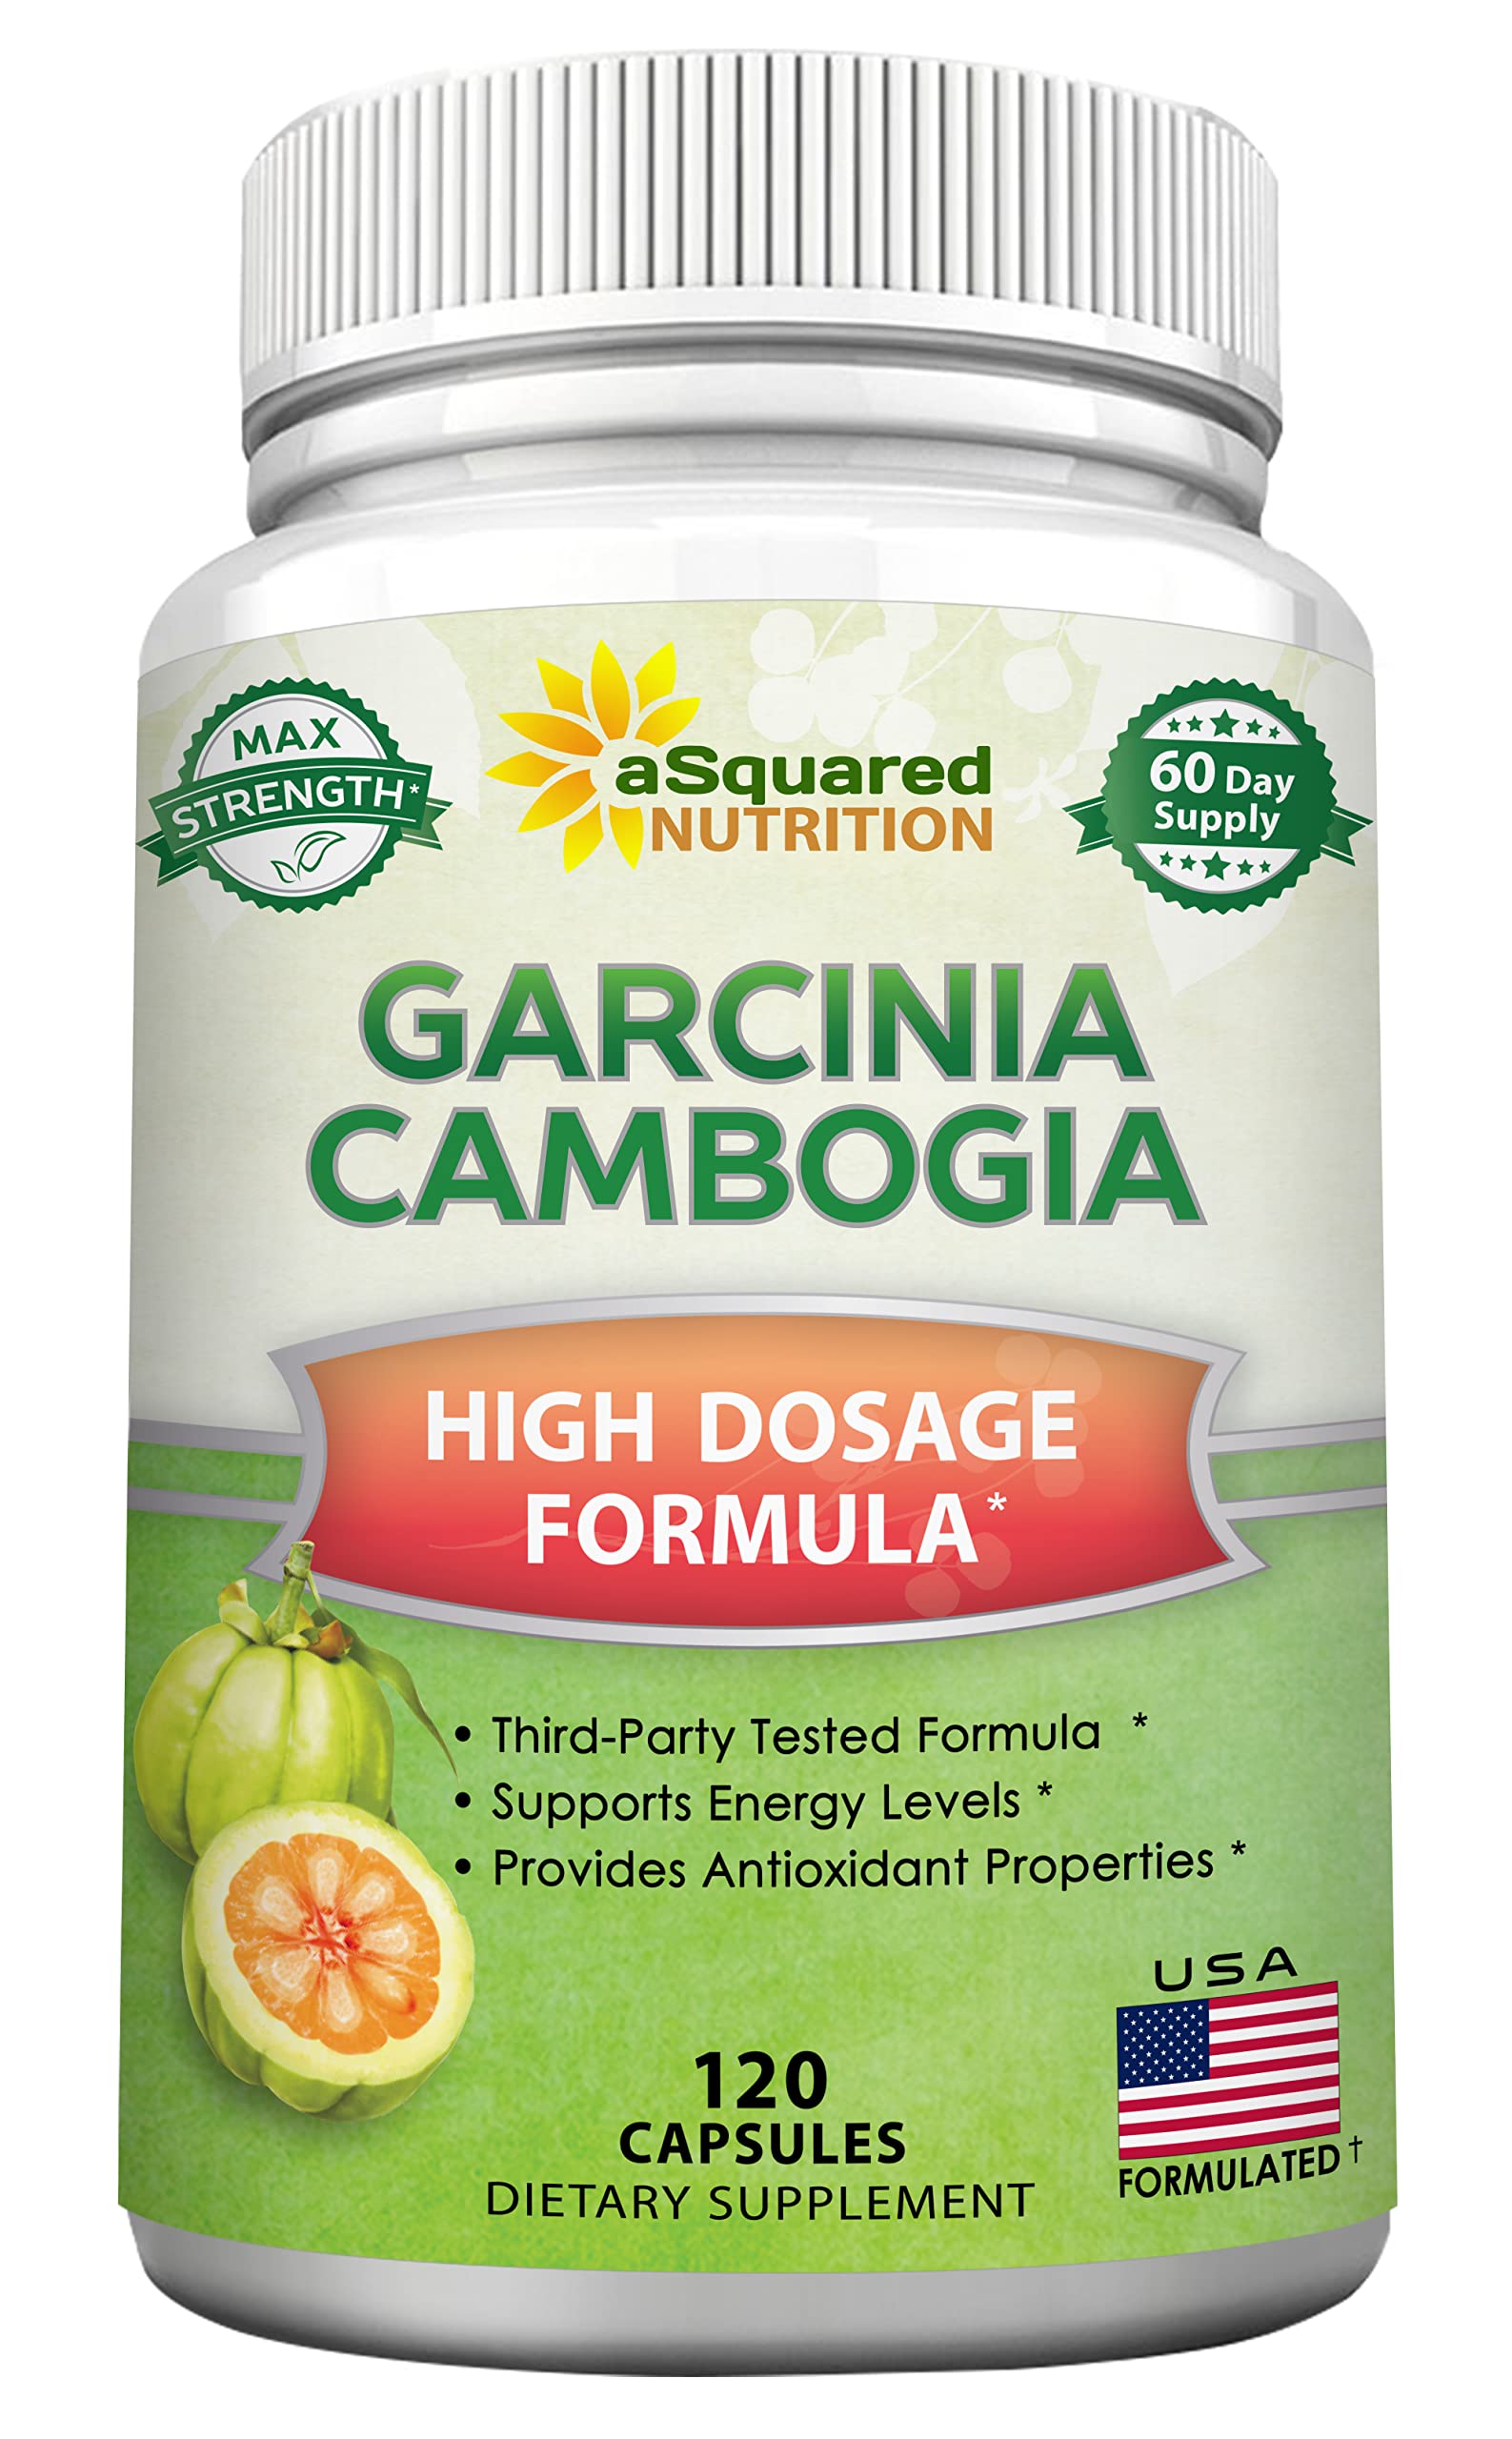 MAX
STRENGTH*
aSquared
NUTRITION
60 Day
Supply
GARCINIA
CAMBOGIA
HIGH DOSAGE
FORMULA*
• Third-Party Tested Formula *
• Supports Energy Levels *
• Provides Antioxidant Properties *
USA
FORMULATED †
120
CAPSULES
DIETARY SUPPLEMENT